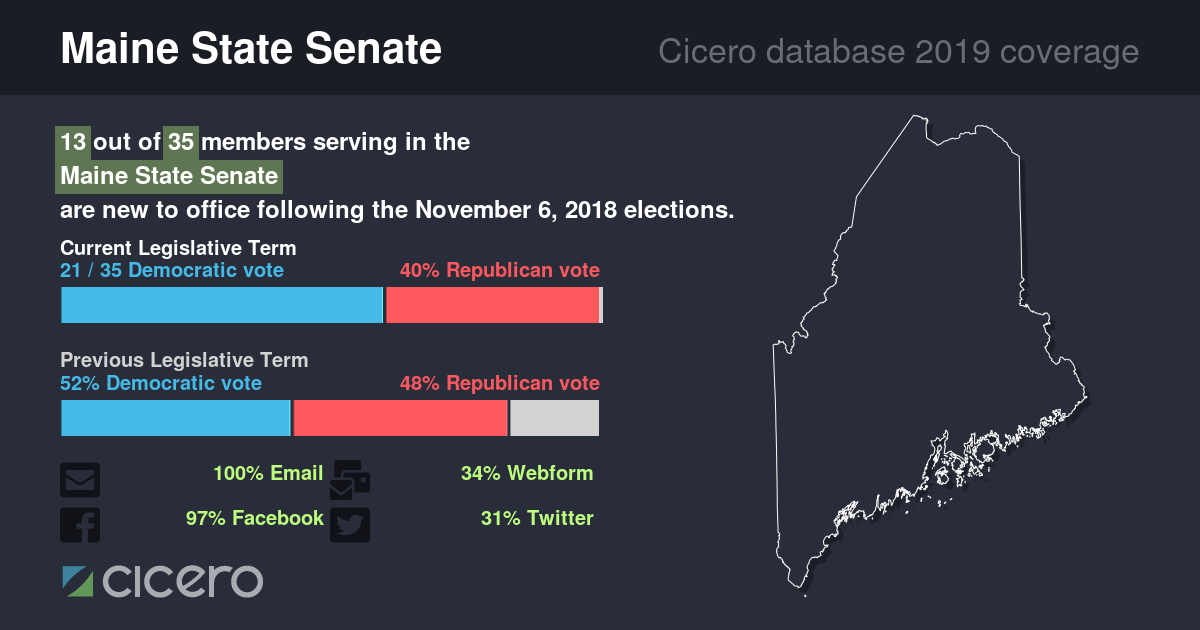 Maine State Senate
Cicero database 2019 coverage
13 out of 35 members serving in the
Maine State Senate
are new to office following the November 6, 2018 elections.
Current Legislative Term
21 / 35 Democratic vote
40% Republican vote
Previous Legislative Term
52% Democratic vote
48% Republican vote
100% Email
34% Webform
97% Facebook
31% Twitter
cicero